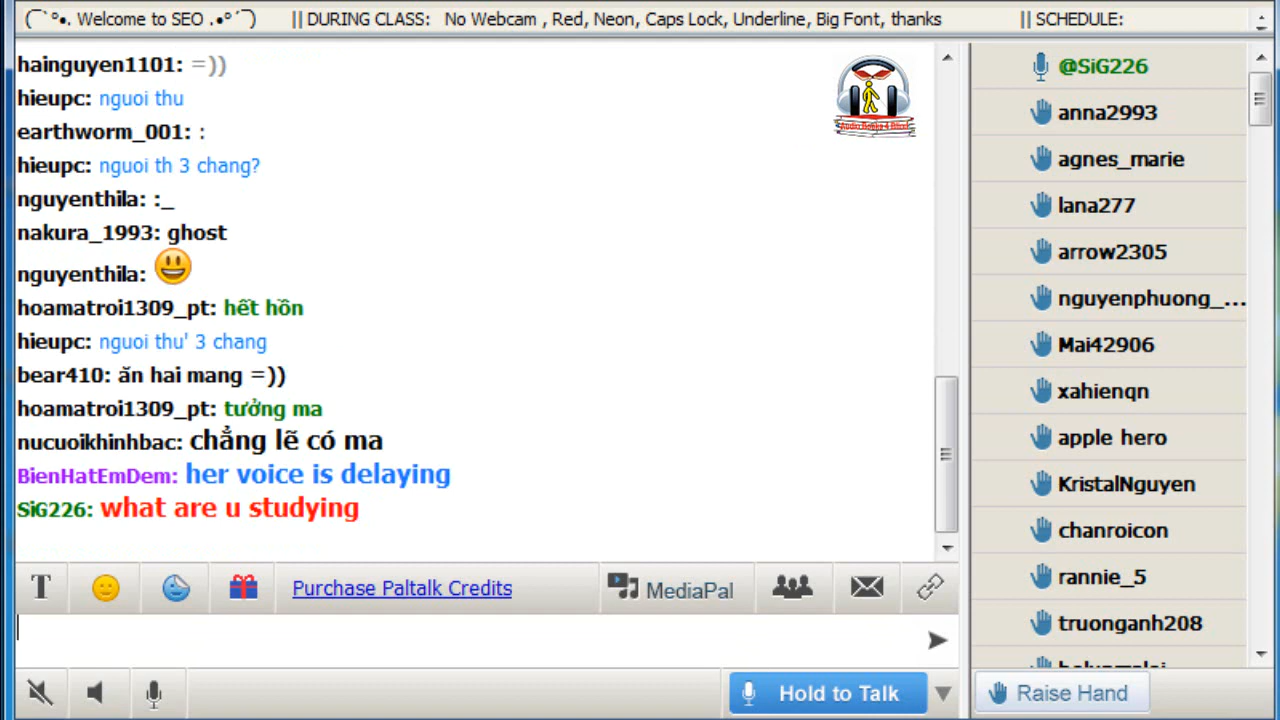 (¯`°•. Welcome to SEO .•°´¯) || DURING CLASS: No Webcam , Red, Neon, Caps Lock, Underline, Big Font, thanks || SCHEDULE:
hainguyen1101: =))
hieupc: nguoi thu
earthworm_001: :
hieupc: nguoi th 3 chang?
nguyenthila: :_
nakura_1993: ghost
nguyenthila:
hoamatroi1309_pt: hết hồn
hieupc: nguoi thu' 3 chang
bear410: ăn hai mang =))
hoamatroi1309_pt: tưởng ma
nucuoikhinhbac: chẳng lẽ có ma
BienHatEmDem: her voice is delaying
SiG226: what are u studying
T
Purchase Paltalk Credits
MediaPal
Hold to Talk
@SiG226
anna2993
agnes_marie
lana277
arrow2305
nguyenphuong_...
Mai42906
xahienqn
apple hero
KristalNguyen
chanroicon
rannie_5
truonganh208
Raise Hand